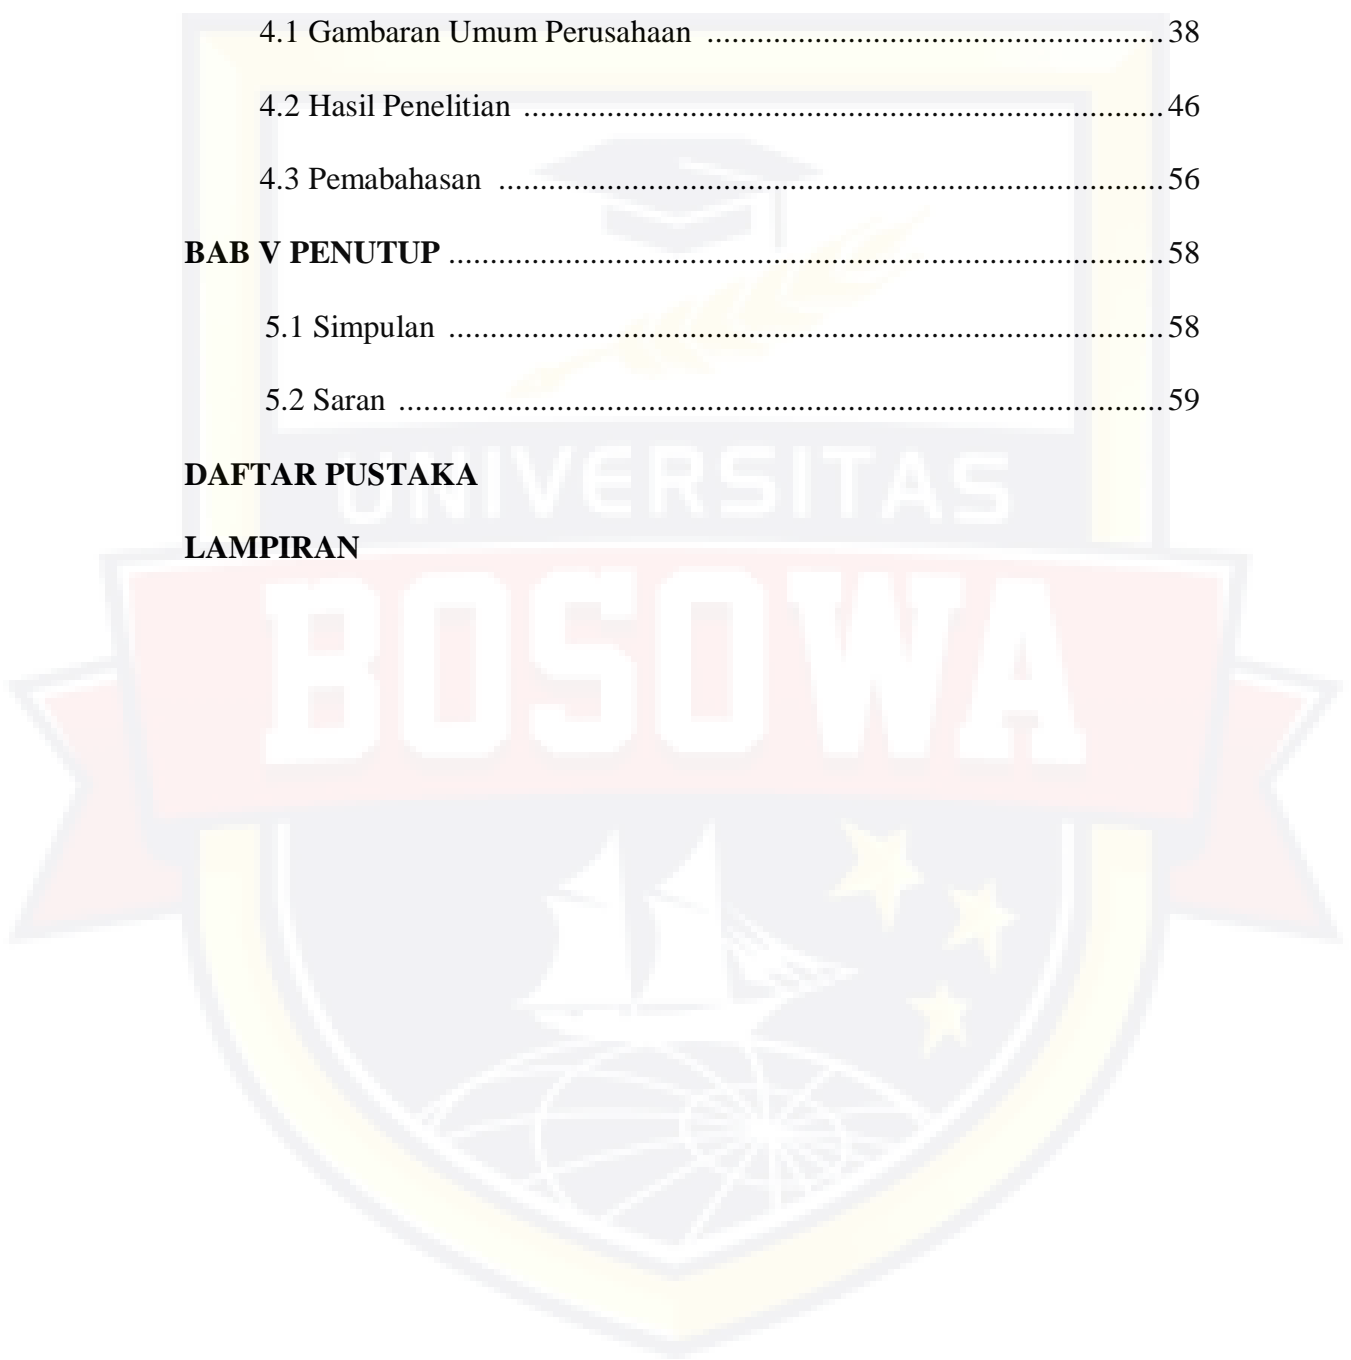 4.1 Gambaran Umum Perusahaan ........................................................ 38
4.2 Hasil Penelitian ............................................................................. 46
4.3 Pemabahasan ................................................................................ 56
BAB V PENUTUP ..................................................................................... 58
5.1 Simpulan ...................................................................................... 58
5.2 Saran ............................................................................................ 59
DAFTAR PUSTAKA
UNIVERSITAS
LAMPIRAN
BOSOWA